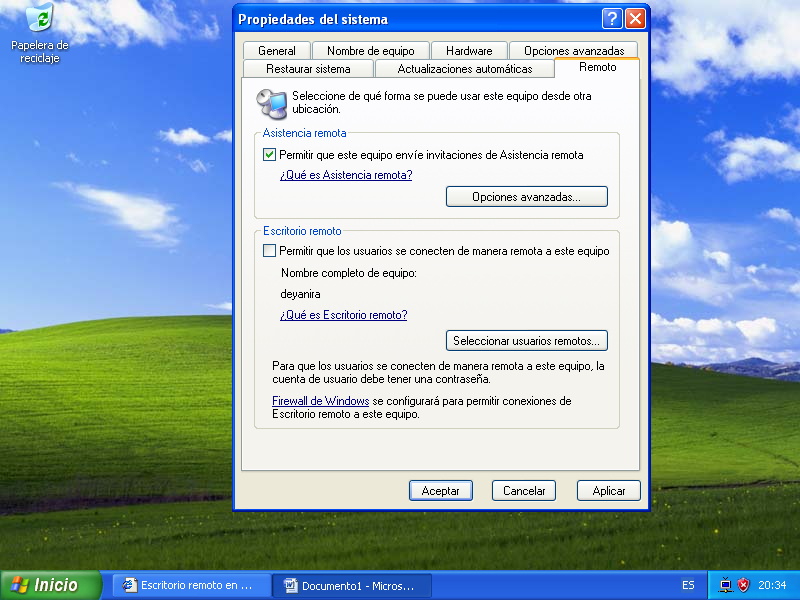 Papelera de
reciclaje
Propiedades del sistema
General
Nombre de equipo
Hardware
Opciones avanzadas
Restaurar sistema
Actualizaciones automáticas
Remoto
Seleccione de qué forma se puede usar este equipo desde otra
ubicación.
Asistencia remota
Permitir que este equipo envíe invitaciones de Asistencia remota
¿Qué es Asistencia remota?
Opciones avanzadas...
Escritorio remoto
Permitir que los usuarios se conecten de manera remota a este equipo
Nombre completo de equipo:
deyanira
¿Qué es Escritorio remoto?
Seleccionar usuarios remotos...
Para que los usuarios se conecten de manera remota a este equipo, la
cuenta de usuario debe tener una contraseña.
Firewall de Windows se configurará para permitir conexiones de
Escritorio remoto a este equipo.
Aceptar
Cancelar
Aplicar
Inicio
Escritorio remoto en ...
Documento1 - Micros...
ES
20:34